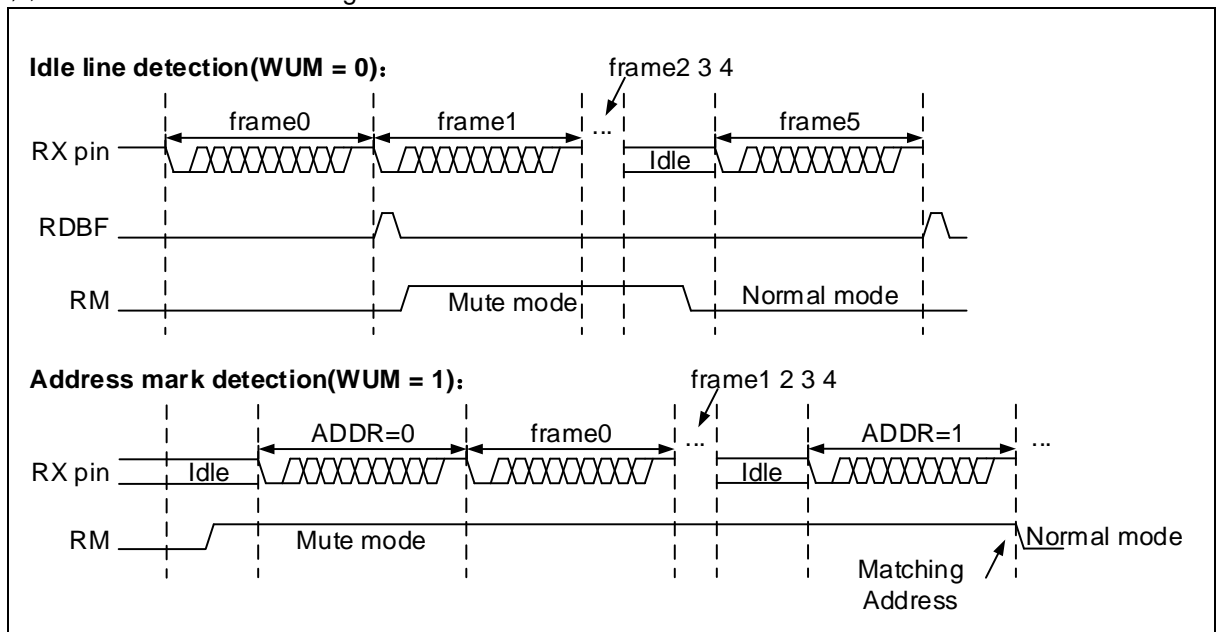 Idle line detection(WUM = 0):
frame2 3 4
frame0 frame1 ... frame5
RX pin
Idle
RDBF
RM
Mute mode Normal mode
Address mark detection(WUM = 1):
frame1 2 3 4
ADDR=0 frame0 ... ADDR=1 ...
RX pin Idle Idle
RM Mute mode Normal mode
Matching
Address